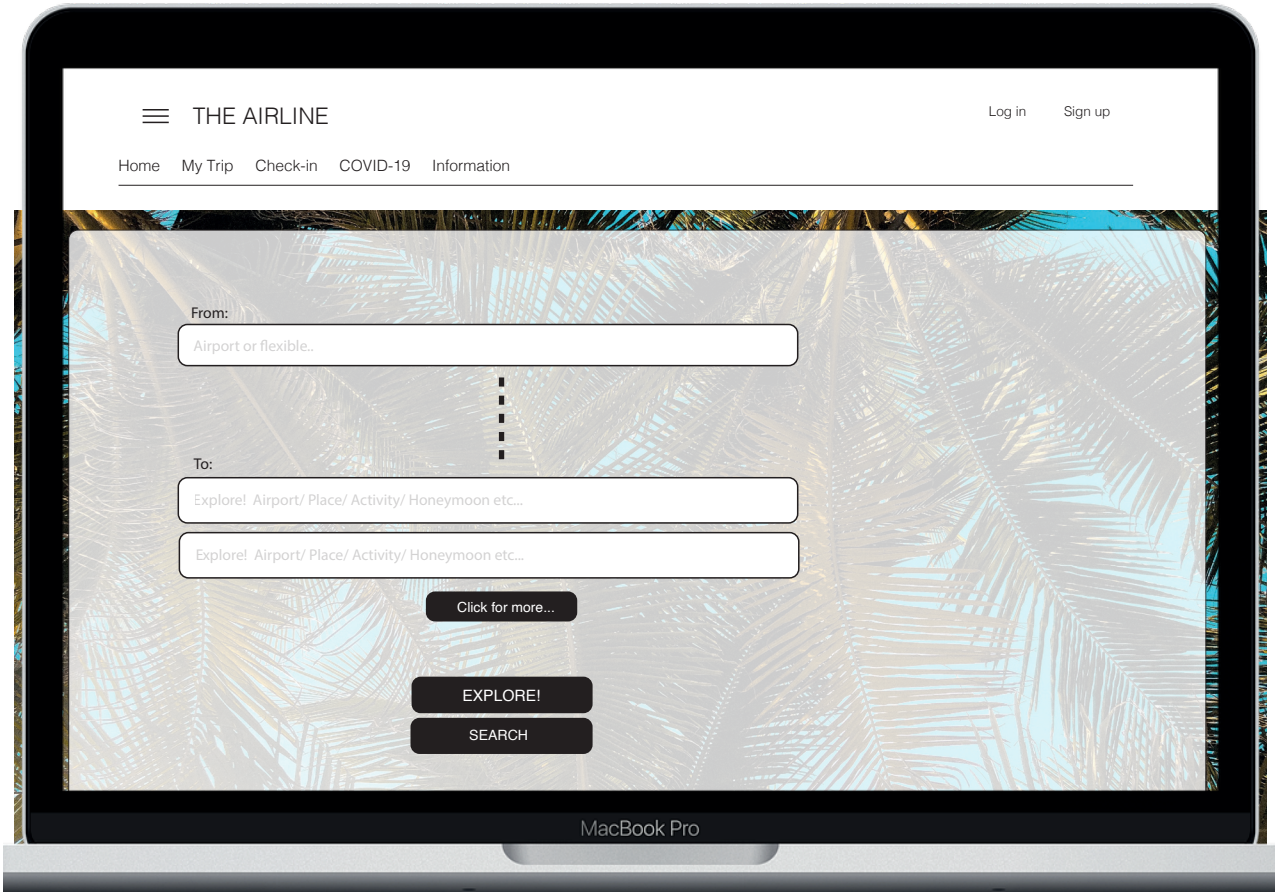 THE AIRLINE
Log in Sign up
Home My Trip Check-in COVID-19 Information
From:
Airport or flexible..
To:
Explore! Airport/ Place/ Activity/ Honeymoon etc...
Explore! Airport/ Place/ Activity/ Honeymoon etc...
Click for more...
EXPLORE!
SEARCH
MacBook Pro